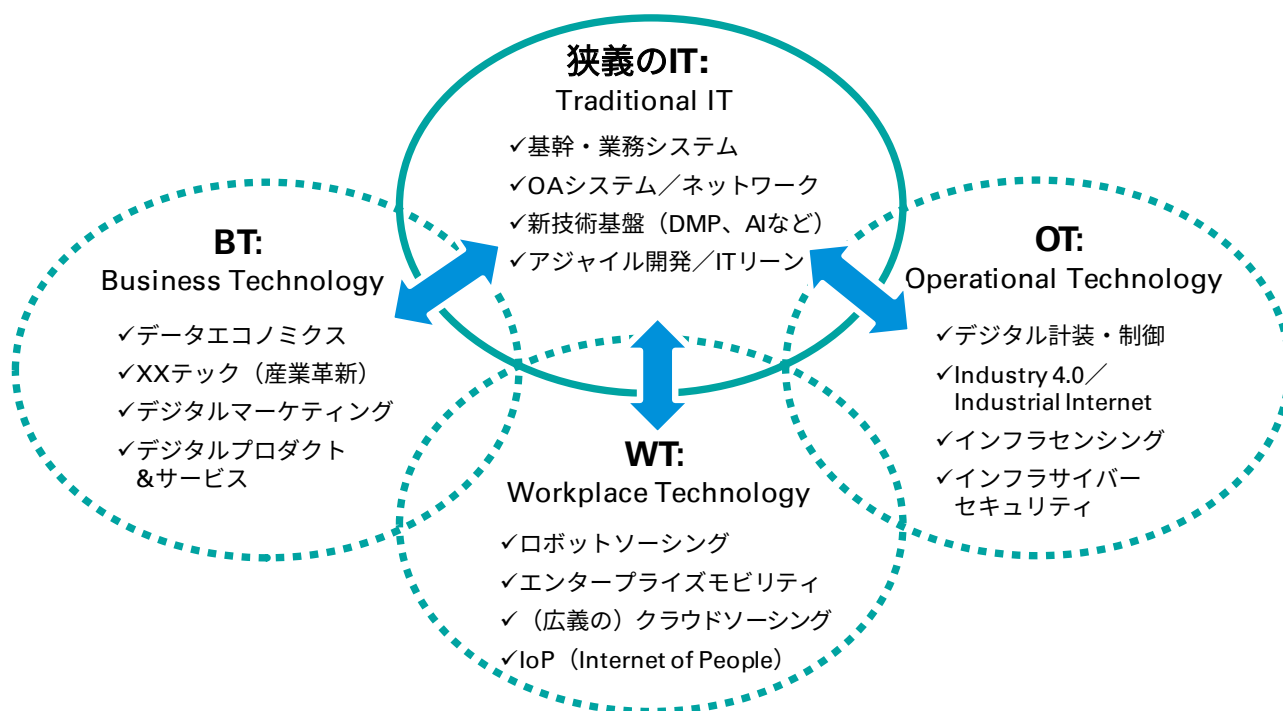 狭義のIT:
Traditional IT
✓基幹・業務システム
✓OAシステム／ネットワーク
✓新技術基盤（DMP、AIなど）
✓アジャイル開発／ITリーン
BT:
Business Technology
✓データエコノミクス
✓XXテック（産業革新）
✓デジタルマーケティング
✓デジタルプロダクト
&サービス
OT:
Operational Technology
✓デジタル計装・制御
✓Industry 4.0／
Industrial Internet
✓インフラセンシング
✓インフラサイバー
セキュリティ
WT:
Workplace Technology
✓ロボットソーシング
✓エンタープライズモビリティ
✓（広義の）クラウドソーシング
✓IoP（Internet of People）